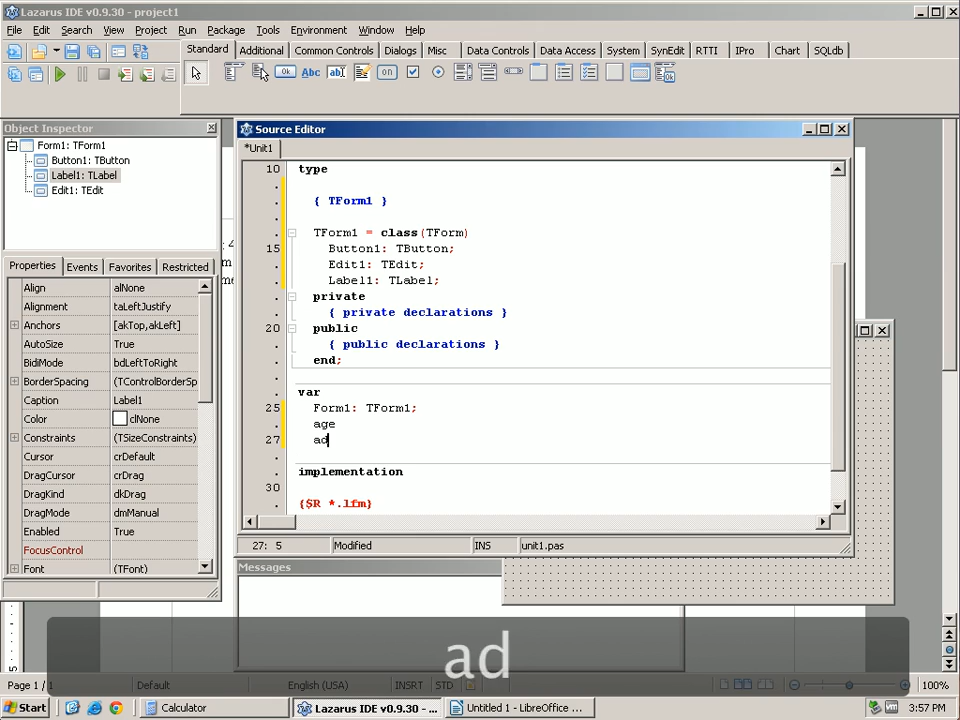 Lazarus IDE v0.9.30 - project1
File Edit Search View Project Run Package Tools Environment Window Help
Standard Additional Common Controls Dialogs Misc Data Controls Data Access System SynEdit RTTI IPro Chart SQLdb
Ok Abc ab on Ok
Object Inspector
Form1: TForm1
Button1: TButton
Label1: TLabel
Edit1: TEdit
Properties Events Favorites Restricted
Align alNone
Alignment taLeftJustify
Anchors [akTop,akLeft]
AutoSize True
BidiMode bdLeftToRight
BorderSpacing (TControlBorderSp
Caption Label1
Color clNone
Constraints (TSizeConstraints)
Cursor crDefault
DragCursor crDrag
DragKind dkDrag
DragMode dmManual
Enabled True
FocusControl
Font (TFont)
Source Editor
*Unit1
10 type
{ TForm1 }
TForm1 = class(TForm)
15 Button1: TButton;
Edit1: TEdit;
Label1: TLabel;
private
{ private declarations }
20 public
{ public declarations }
end;
var
25 Form1: TForm1;
age
27 ad
implementation
30
{$R *.lfm}
27: 5 Modified INS unit1.pas
Messages
ad
Page 1 / 1 Default English (USA) INSRT STD 100%
Start Calculator Lazarus IDE v0.9.30 - ... Untitled 1 - LibreOffice ... 3:57 PM